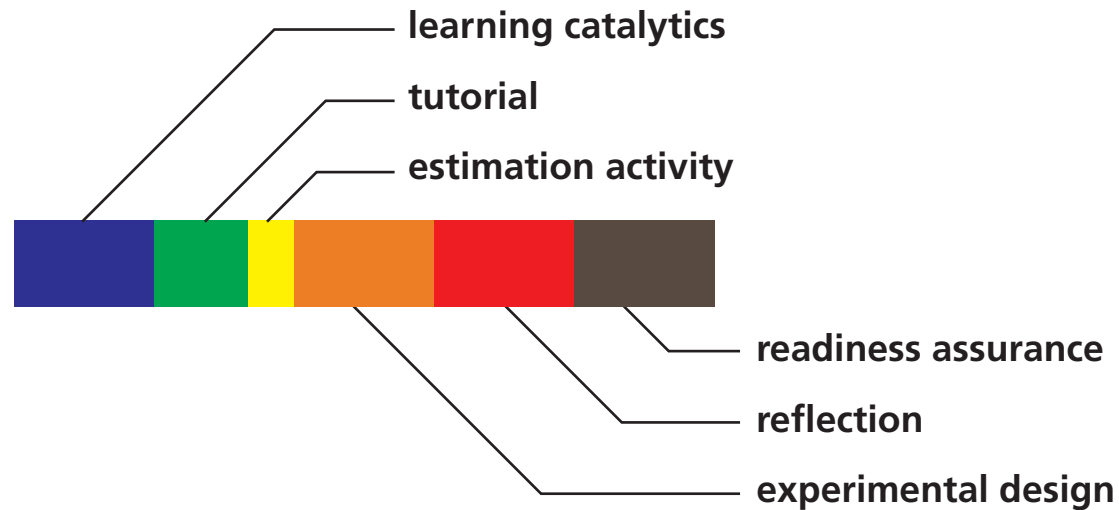 learning catalytics
tutorial
estimation activity
readiness assurance
reflection
experimental design